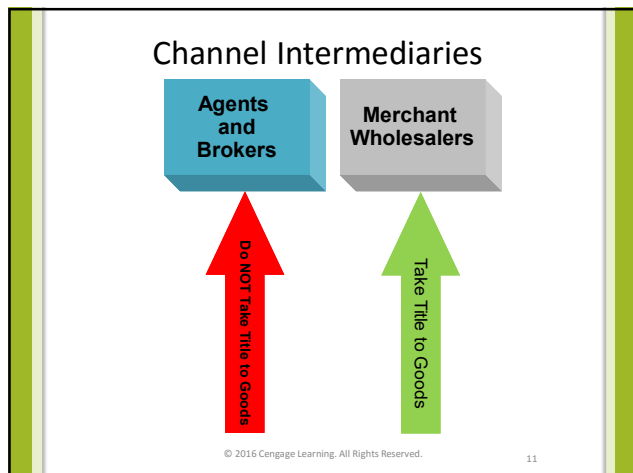 Channel Intermediaries
Agents
and
Brokers
Merchant
Wholesalers
Do NOT Take Title to Goods
Take Title to Goods
© 2016 Cengage Learning. All Rights Reserved.
11